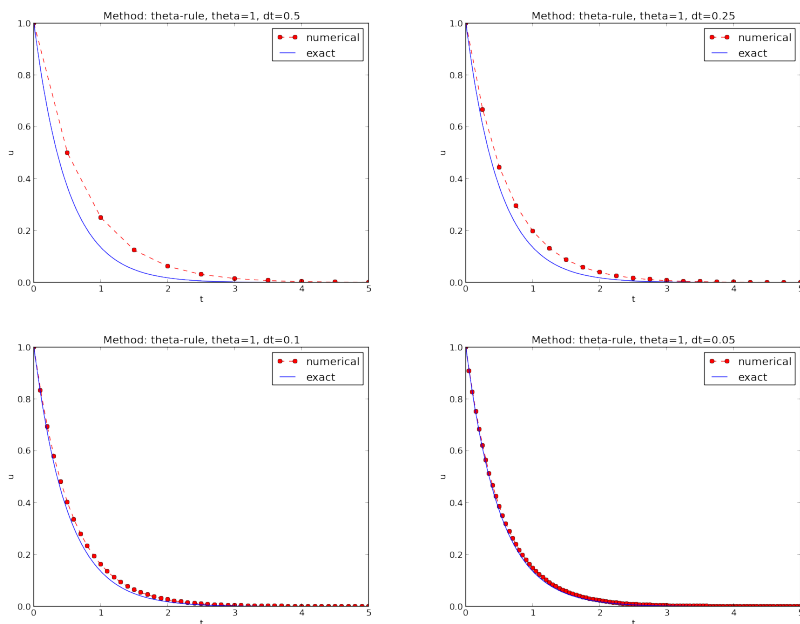 Method: theta-rule, theta=1, dt=0.5
1.0
0.8
0.6
0.4
0.2
0.0
u
numerical
exact
0 1 2 3 4 5
t
Method: theta-rule, theta=1, dt=0.25
1.0
0.8
0.6
0.4
0.2
0.0
u
numerical
exact
0 1 2 3 4 5
t
Method: theta-rule, theta=1, dt=0.1
1.0
0.8
0.6
0.4
0.2
0.0
u
numerical
exact
0 1 2 3 4 5
t
Method: theta-rule, theta=1, dt=0.05
1.0
0.8
0.6
0.4
0.2
0.0
u
numerical
exact
0 1 2 3 4 5
t